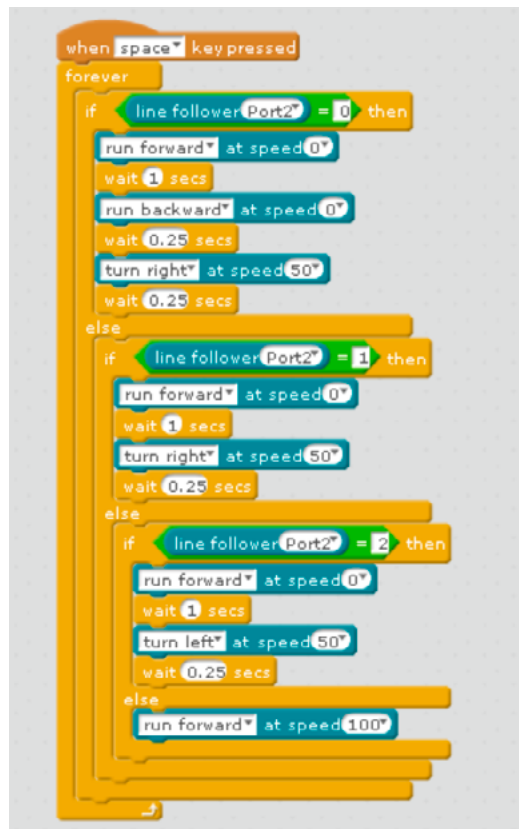 when space key pressed
forever
if line follower Port2 = 0 then
run forward at speed 0
wait 1 secs
run backward at speed 0
wait 0.25 secs
turn right at speed 50
wait 0.25 secs
else
if line follower Port2 = 1 then
run forward at speed 0
wait 1 secs
turn right at speed 50
wait 0.25 secs
else
if line follower Port2 = 2 then
run forward at speed 0
wait 1 secs
turn left at speed 50
wait 0.25 secs
else
run forward at speed 100